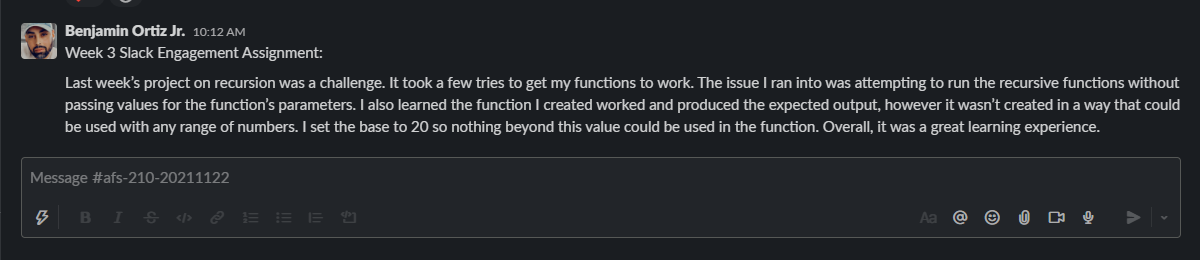 Benjamin Ortiz Jr. 10:12 AM
Week 3 Slack Engagement Assignment:
Last week’s project on recursion was a challenge. It took a few tries to get my functions to work. The issue I ran into was attempting to run the recursive functions without
passing values for the function’s parameters. I also learned the function I created worked and produced the expected output, however it wasn’t created in a way that could
be used with any range of numbers. I set the base to 20 so nothing beyond this value could be used in the function. Overall, it was a great learning experience.
Message #afs-210-20211122
B I S Aa